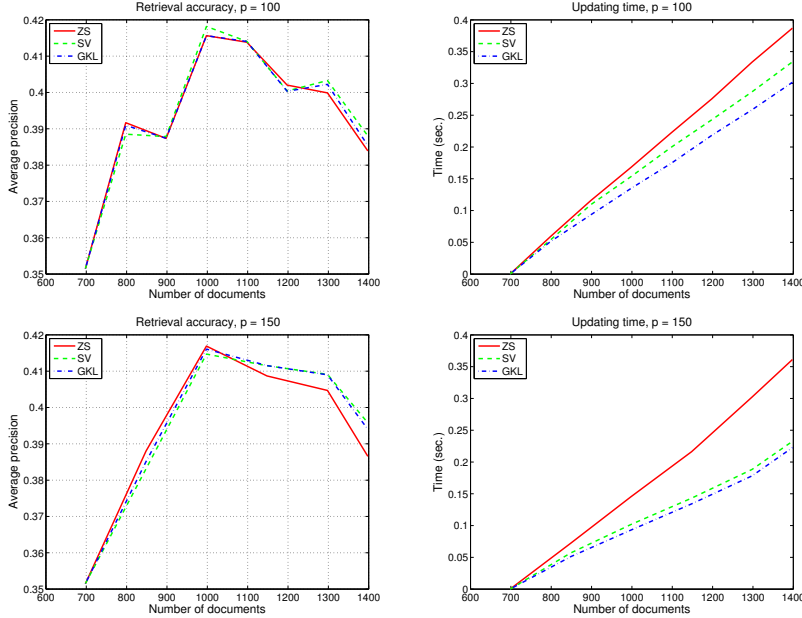 Retrieval accuracy, p = 100
0.42
0.41
0.4
0.39
0.38
0.37
0.36
0.35
Average precision
ZS
SV
GKL
600 700 800 900 1000 1100 1200 1300 1400
Number of documents
Updating time, p = 100
0.4
0.35
0.3
0.25
0.2
0.15
0.1
0.05
0
Time (sec.)
ZS
SV
GKL
600 700 800 900 1000 1100 1200 1300 1400
Number of documents
Retrieval accuracy, p = 150
0.42
0.41
0.4
0.39
0.38
0.37
0.36
0.35
Average precision
ZS
SV
GKL
600 700 800 900 1000 1100 1200 1300 1400
Number of documents
Updating time, p = 150
0.4
0.35
0.3
0.25
0.2
0.15
0.1
0.05
0
Time (sec.)
ZS
SV
GKL
600 700 800 900 1000 1100 1200 1300 1400
Number of documents